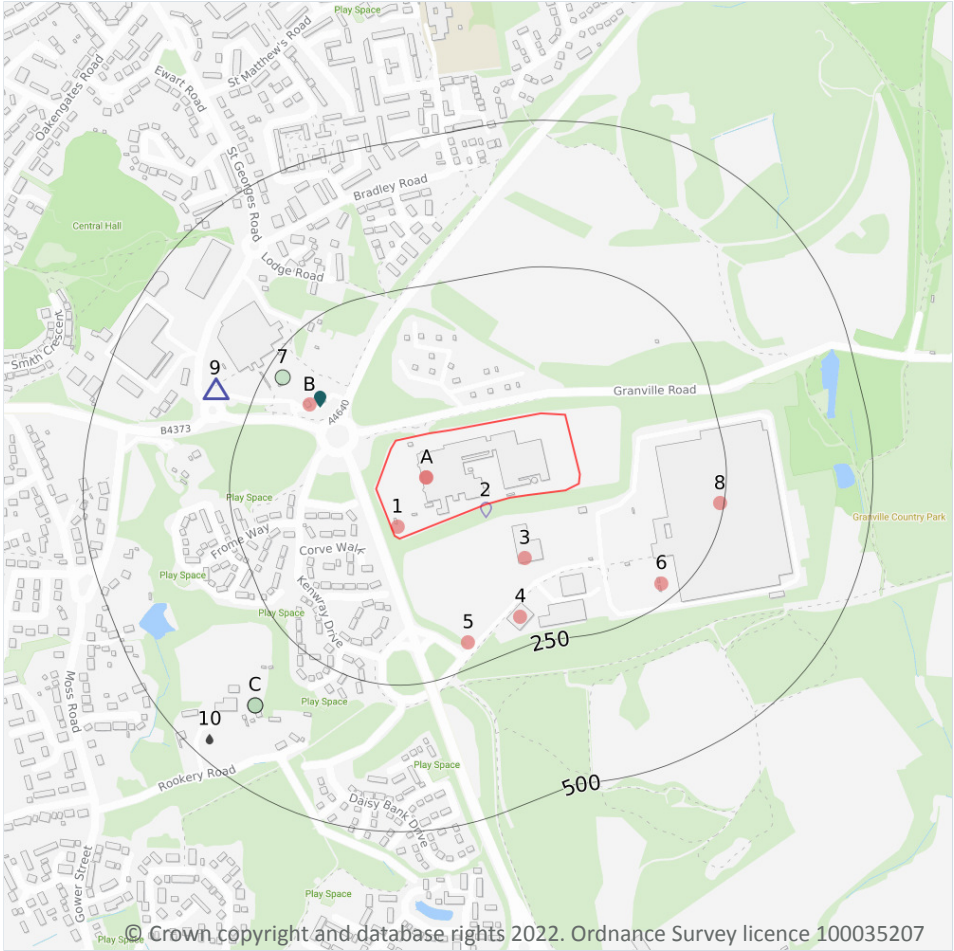 Play Space
St Matthew's Road
Ewart Road
Oakengates Road
St Georges Road
Bradley Road
Central Hall
Lodge Road
Smith Crescent
9
7
B
A4640
Granville Road
B4373
A
2
8
1
Play Space
Granville Country Park
Frome Way
Corve Walk
3
Play Space
6
Kenwray Drive
4
Play Space
5
250
Moss Road
C
Play Space
10
Play Space
Rookery Road
500
Daisy Bank Drive
Gower Street
Play Space
Play Space
© Crown copyright and database rights 2022. Ordnance Survey licence 100035207